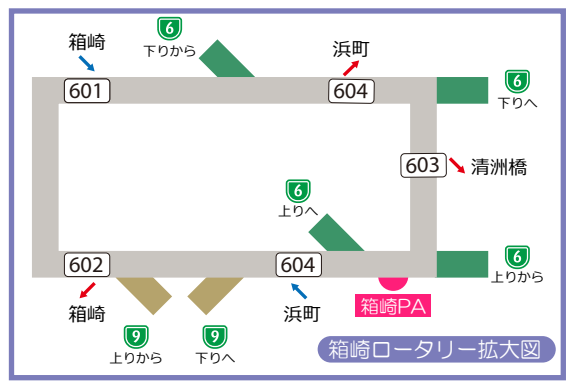 箱崎
601
6
下りから
浜町
604
6
下りへ
603
清洲橋
6
上りへ
6
上りから
602
箱崎
9
上りから
9
下りへ
604
浜町
箱崎PA
箱崎ロータリー拡大図